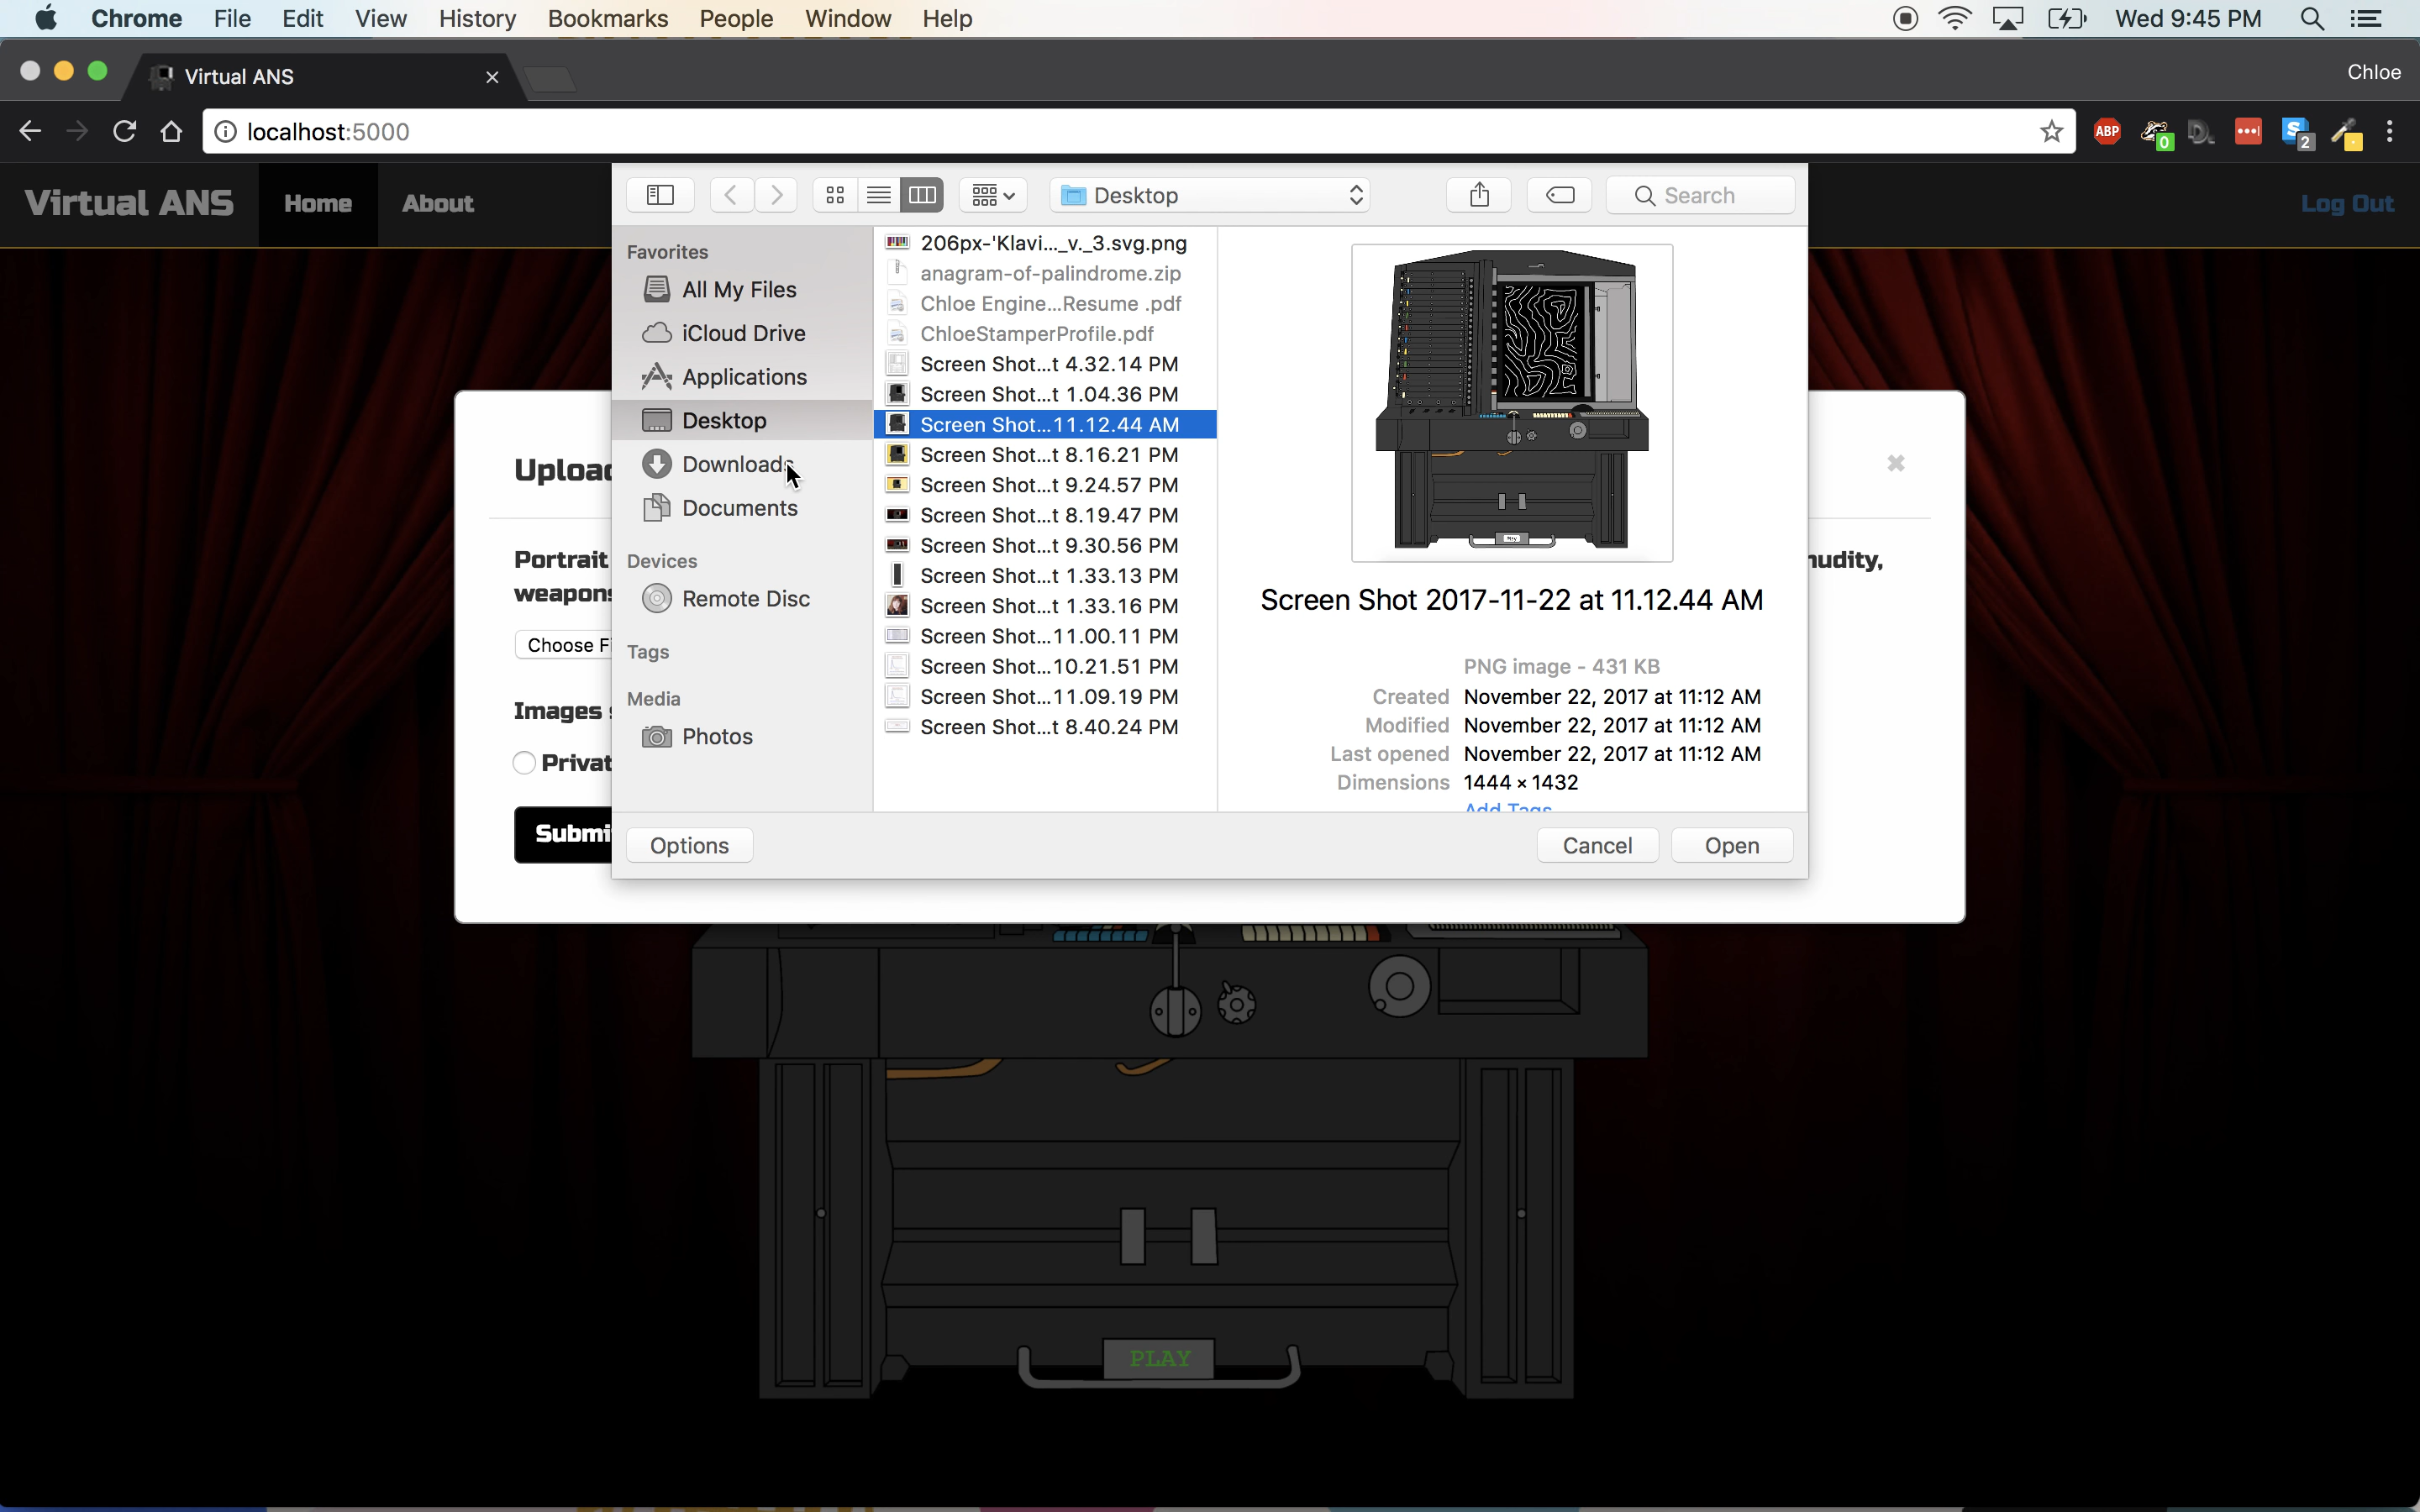 Chrome File Edit View History Bookmarks People Window Help Wed 9:45 PM
Virtual ANS Chloe
localhost:5000 ABP 0 D. 2
Virtual ANS Home About Log Out
Desktop Search
Favorites
All My Files
iCloud Drive
Applications
Desktop
Downloads
Documents
Devices
Remote Disc
Tags
Media
Photos
206px-'Klavi..._v._3.svg.png
anagram-of-palindrome.zip
Chloe Engine...Resume .pdf
ChloeStamperProfile.pdf
Screen Shot...t 4.32.14 PM
Screen Shot...t 1.04.36 PM
Screen Shot...11.12.44 AM
Screen Shot...t 8.16.21 PM
Screen Shot...t 9.24.57 PM
Screen Shot...t 8.19.47 PM
Screen Shot...t 9.30.56 PM
Screen Shot...t 1.33.13 PM
Screen Shot...t 1.33.16 PM
Screen Shot...11.00.11 PM
Screen Shot...10.21.51 PM
Screen Shot...11.09.19 PM
Screen Shot...t 8.40.24 PM
Screen Shot 2017-11-22 at 11.12.44 AM
PNG image - 431 KB
Created November 22, 2017 at 11:12 AM
Modified November 22, 2017 at 11:12 AM
Last opened November 22, 2017 at 11:12 AM
Dimensions 1444 × 1432
Add Tags...
Options Cancel Open
Upload
Portrait nudity,
weapons
Choose Fi
Images
Privat
Submi
PLAY